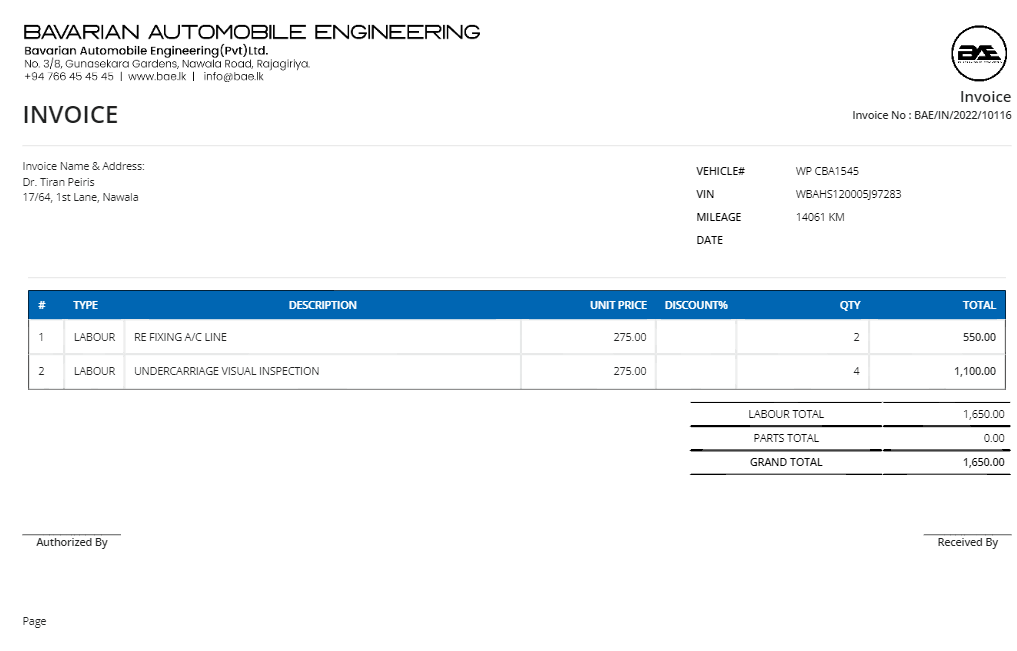 BAVARIAN AUTOMOBILE ENGINEERING
Bavarian Automobile Engineering(Pvt)Ltd.
No. 3/8, Gunasekara Gardens, Nawala Road, Rajagiriya.
+94 766 45 45 45 | www.bae.lk | info@bae.lk
BAE
INVOICE
Invoice
Invoice No : BAE/IN/2022/10116
Invoice Name & Address:
Dr. Tiran Peiris
17/64, 1st Lane, Nawala
VEHICLE# WP CBA1545
VIN WBAHS120005J97283
MILEAGE 14061 KM
DATE
# TYPE DESCRIPTION UNIT PRICE DISCOUNT% QTY TOTAL
1 LABOUR RE FIXING A/C LINE 275.00 2 550.00
2 LABOUR UNDERCARRIAGE VISUAL INSPECTION 275.00 4 1,100.00
LABOUR TOTAL 1,650.00
PARTS TOTAL 0.00
GRAND TOTAL 1,650.00
Authorized By
Received By
Page